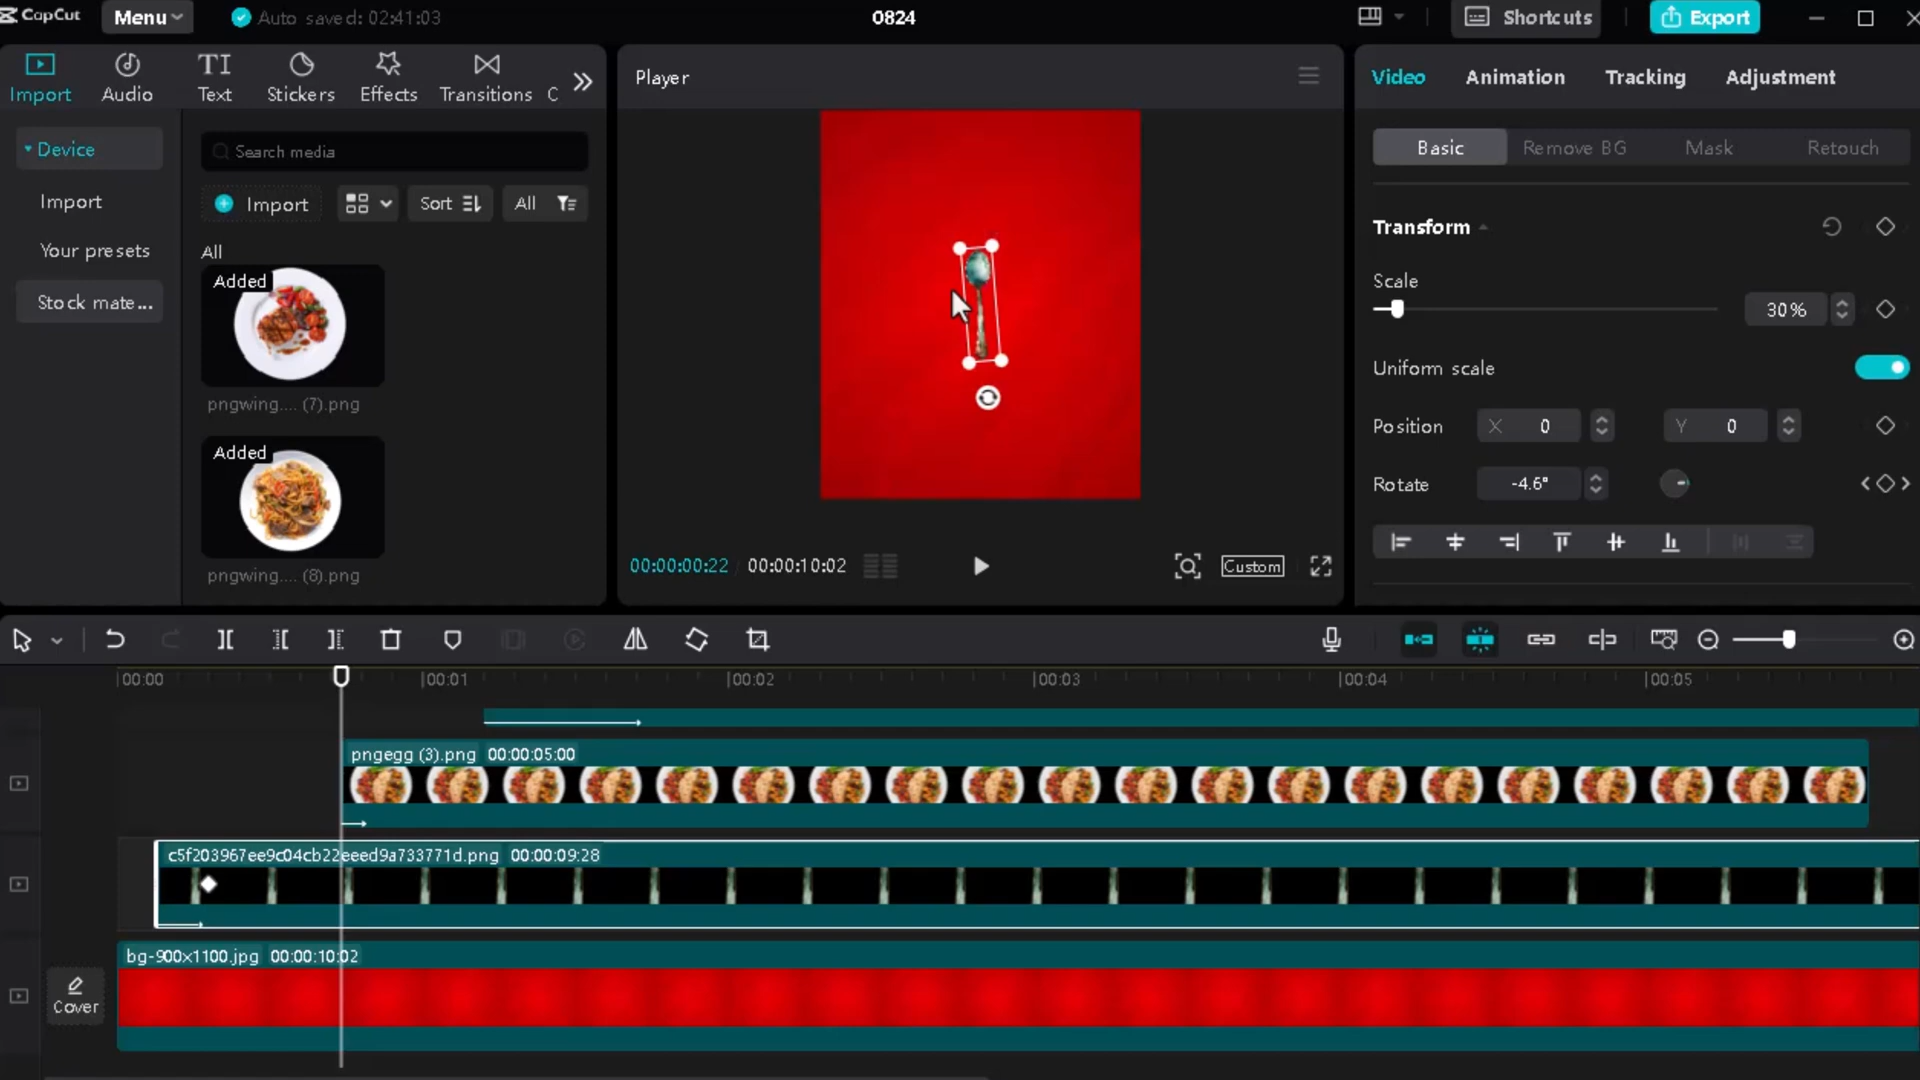 CapCut
Menu
Auto saved: 02:41:03
0824
Shortcuts
Export
Import
Audio
TI
Text
Stickers
Effects
Transitions
C
Player
Video
Animation
Tracking
Adjustment
Device
Search media
Basic
Remove BG
Mask
Retouch
Import
Import
Sort
All
Your presets
All
Stock mate...
Added
pngwing.... (7).png
Added
pngwing.... (8).png
Transform
Scale
30%
Uniform scale
Position
X 0
Y 0
Rotate
-4.6°
00:00:00:22
00:00:10:02
Custom
00:00
00:01
00:02
00:03
00:04
00:05
pngegg (3).png 00:00:05:00
c5f203967ee9c04cb22eeed9a733771d.png 00:00:09:28
bg-900x1100.jpg 00:00:10:02
Cover